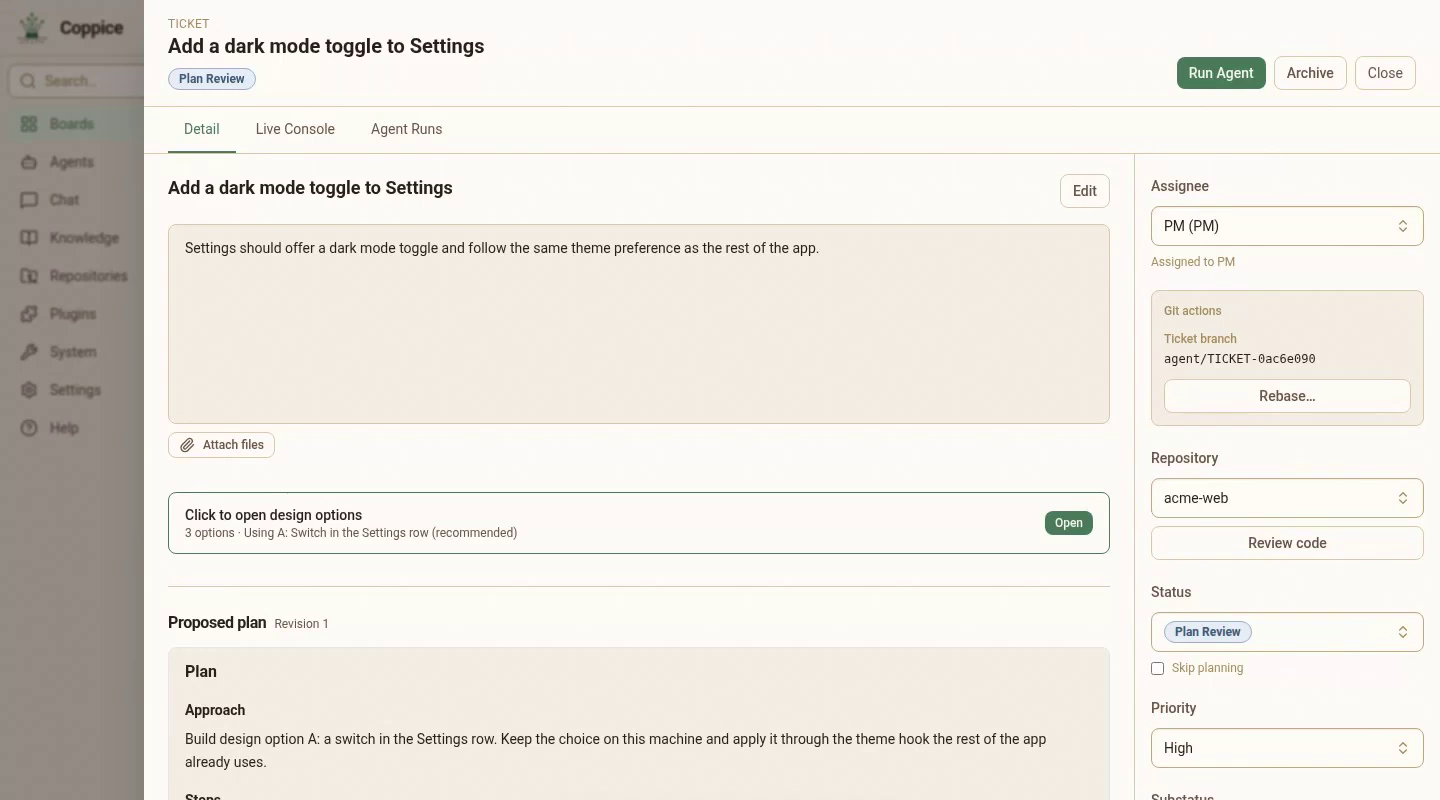 Coppice
Search...
Boards
Agents
Chat
Knowledge
Repositories
Plugins
System
Settings
Help
TICKET
Add a dark mode toggle to Settings
Plan Review
Run Agent
Archive
Close
Detail
Live Console
Agent Runs
Add a dark mode toggle to Settings
Edit
Settings should offer a dark mode toggle and follow the same theme preference as the rest of the app.
Attach files
Click to open design options
3 options · Using A: Switch in the Settings row (recommended)
Open
Proposed plan Revision 1
Plan
Approach
Build design option A: a switch in the Settings row. Keep the choice on this machine and apply it through the theme hook the rest of the app
already uses.
Steps
Assignee
PM (PM)
Assigned to PM
Git actions
Ticket branch
agent/TICKET-0ac6e090
Rebase…
Repository
acme-web
Review code
Status
Plan Review
Skip planning
Priority
High
Substatus